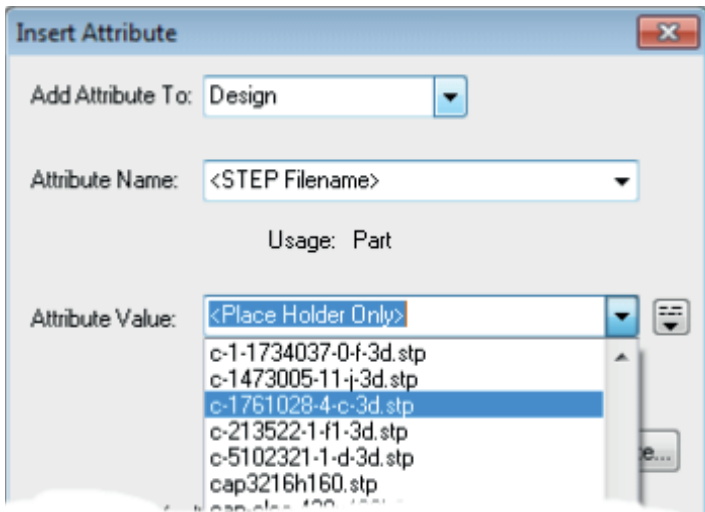 Insert Attribute
Add Attribute To: Design
Attribute Name: <STEP Filename>
Usage: Part
Attribute Value: <Place Holder Only>
c-1-1734037-0-f-3d.stp
c-1473005-11-j-3d.stp
c-1761028-4-c-3d.stp
c-213522-1-f1-3d.stp
c-5102321-1-d-3d.stp
e...
cap3216h160.stp